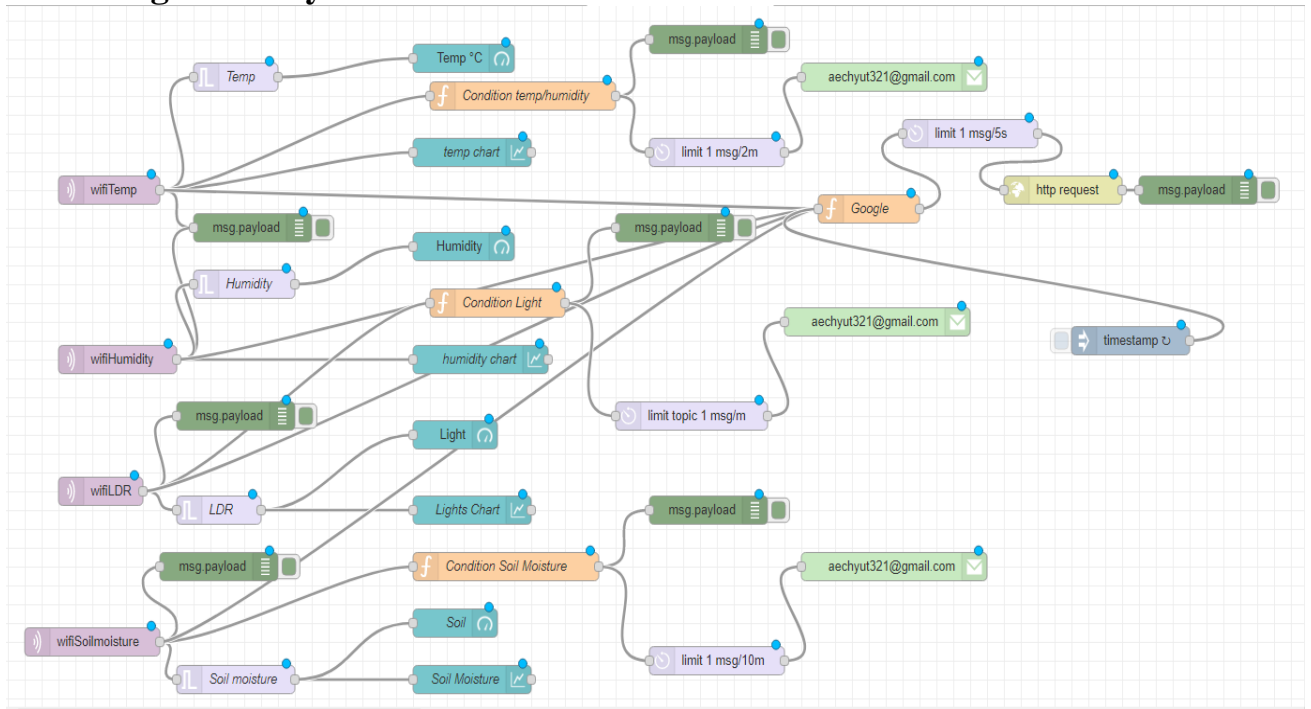 msg.payload
Temp °C
Temp
aechyut321@gmail.com
Condition temp/humidity
limit 1 msg/5s
temp chart
limit 1 msg/2m
wifiTemp
http request
msg.payload
Google
msg.payload
msg.payload
Humidity
Humidity
Condition Light
aechyut321@gmail.com
timestamp ↻
wifiHumidity
humidity chart
msg.payload
limit topic 1 msg/m
Light
wifiLDR
LDR
Lights Chart
msg.payload
msg.payload
Condition Soil Moisture
aechyut321@gmail.com
Soil
wifiSoilmoisture
limit 1 msg/10m
Soil moisture
Soil Moisture